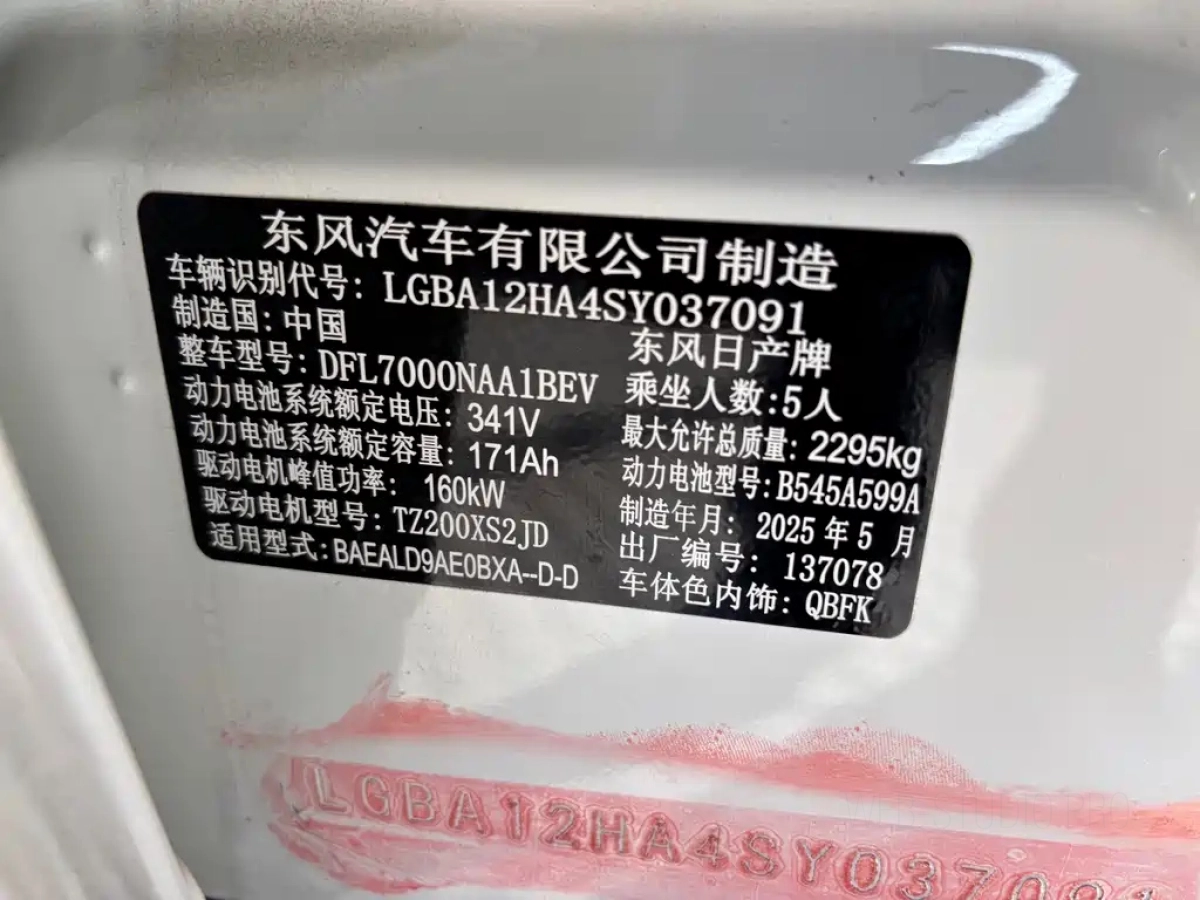 东风汽车有限公司制造
车辆识别代号: LGBA12HA4SY037091
制造国: 中国
东风日产牌
整车型号: DFL7000NAA1BEV
乘坐人数:5人
动力电池系统额定电压: 341V
最大允许总质量: 2295kg
动力电池系统额定容量: 171Ah
动力电池型号:B545A599A
驱动电机峰值功率: 160kW
制造年月: 2025年5月
驱动电机型号: TZ200XS2JD
出厂编号: 137078
适用型式:BAEALD9AE0BXA--D-D
车体色内饰: QBFK
LGBA12HA4SY037091